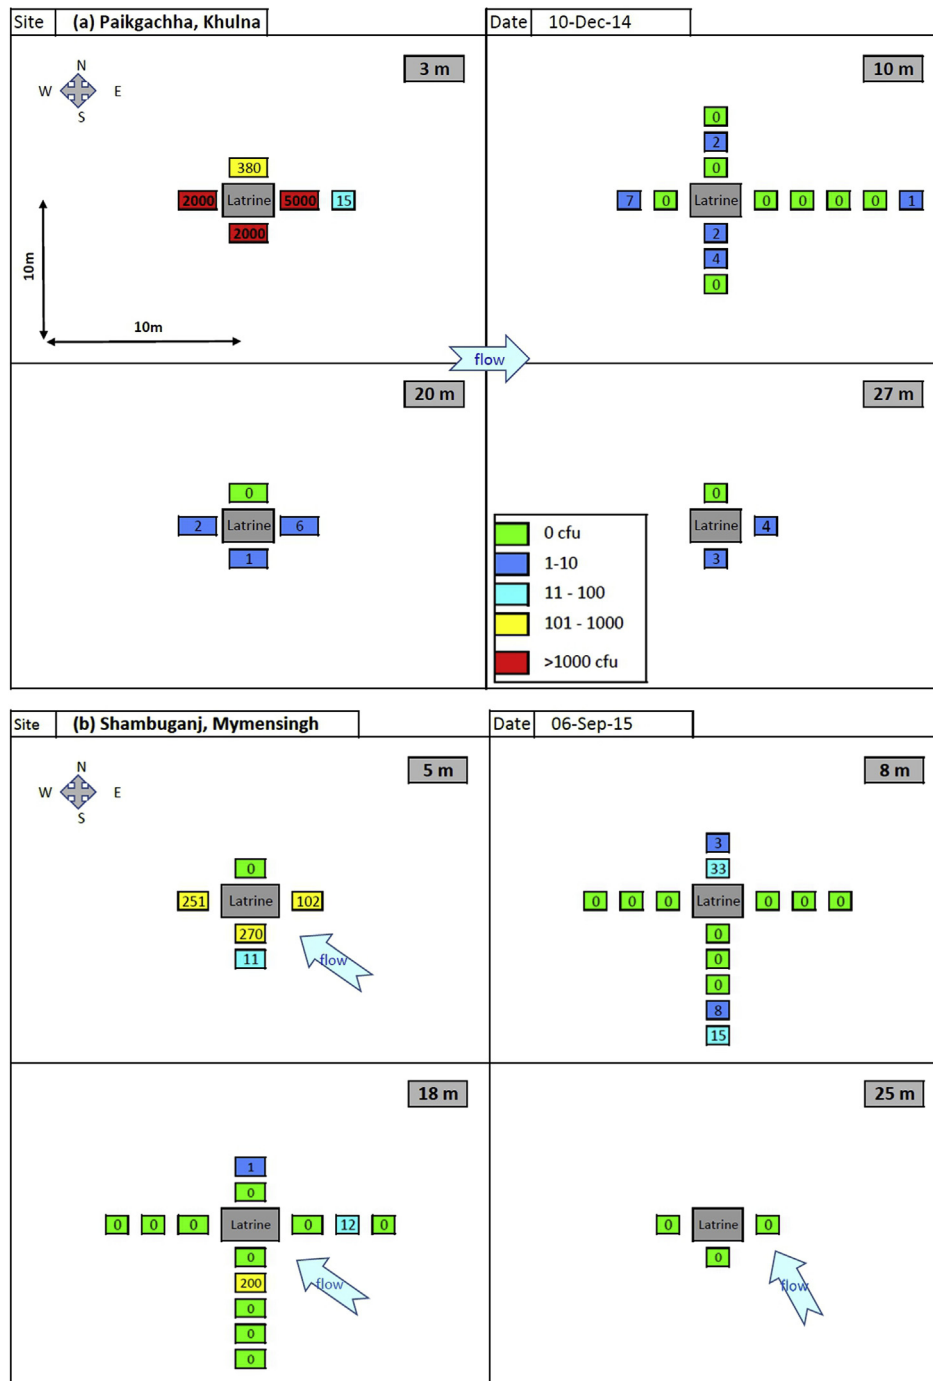 Site (a) Paikgachha, Khulna Date 10-Dec-14
3 m
N
W E
S
380
2000 Latrine 5000 15
2000
10m
10m
10 m
0
2
0
7 0 Latrine 0 0 0 0 1
2
4
0
flow
20 m
0
2 Latrine 6
1
27 m
0
Latrine 4
3
0 cfu
1-10
11 - 100
101 - 1000
>1000 cfu
Site (b) Shambuganj, Mymensingh Date 06-Sep-15
5 m
N
W E
S
0
251 Latrine 102
270
11
flow
8 m
3
33
0 0 0 Latrine 0 0 0
0
0
0
8
15
18 m
1
0
0 0 0 Latrine 0 12 0
0
200
0
0
0
flow
25 m
0 Latrine 0
0
flow